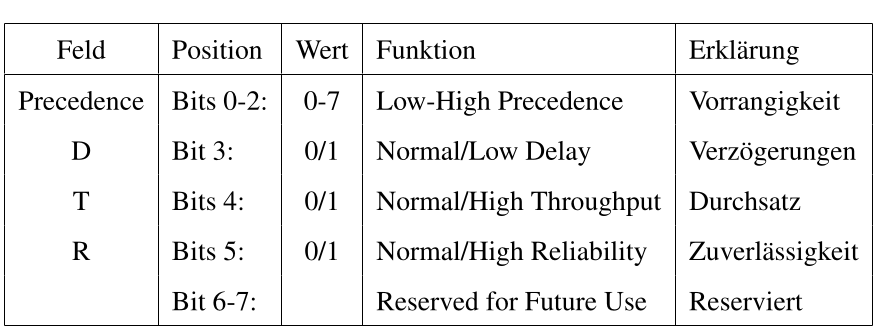 Feld Position Wert Funktion Erklärung
Precedence Bits 0-2: 0-7 Low-High Precedence Vorrangigkeit
D Bit 3: 0/1 Normal/Low Delay Verzögerungen
T Bits 4: 0/1 Normal/High Throughput Durchsatz
R Bits 5: 0/1 Normal/High Reliability Zuverlässigkeit
Bit 6-7: Reserved for Future Use Reserviert